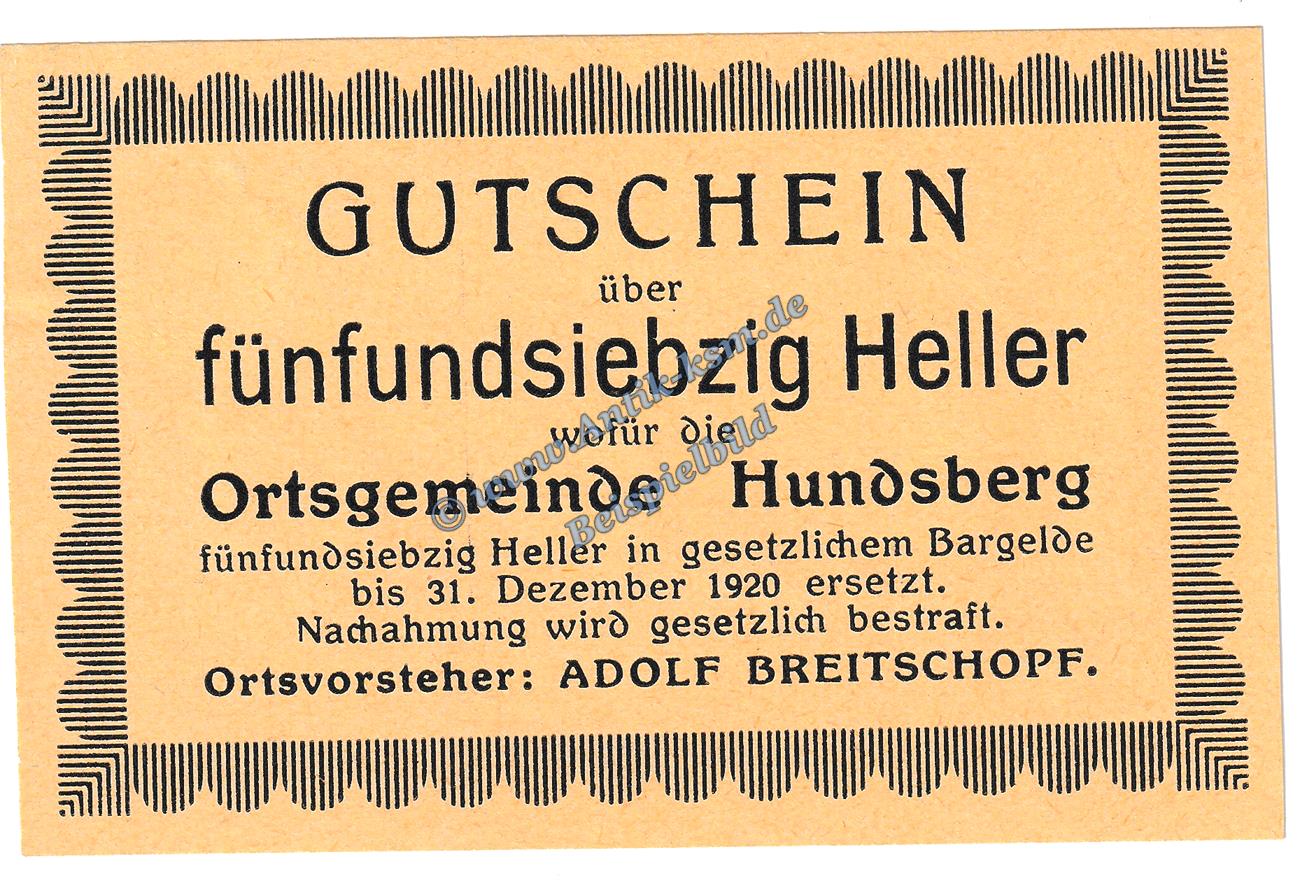 GUTSCHEIN
über
fünfundsiebzig Heller
wofür die
Ortsgemeinde Hundsberg
fünfundsiebzig Heller in gesetzlichem Bargelde
bis 31. Dezember 1920 ersetzt.
Nachahmung wird gesetzlich bestraft.
Ortsvorsteher: ADOLF BREITSCHOPF.
© www.Antik-ksm.de
Beispielbild